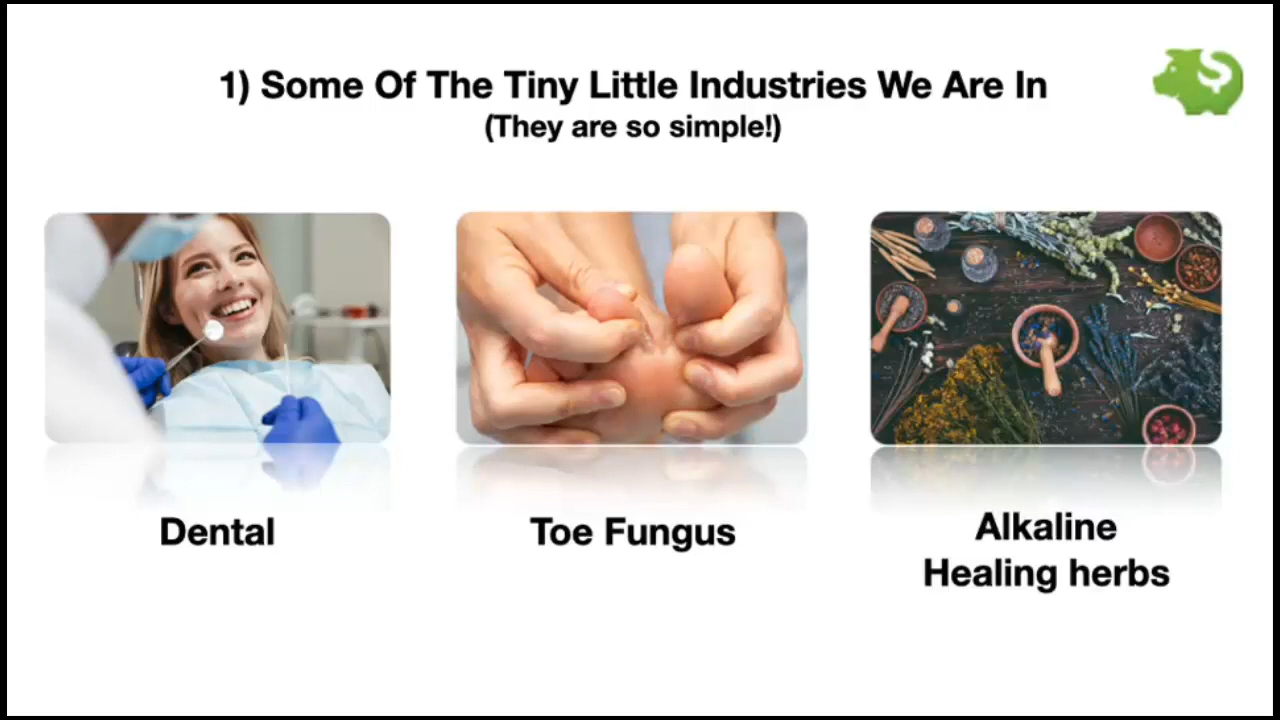 1) Some Of The Tiny Little Industries We Are In
(They are so simple!)
Dental
Toe Fungus
Alkaline
Healing herbs